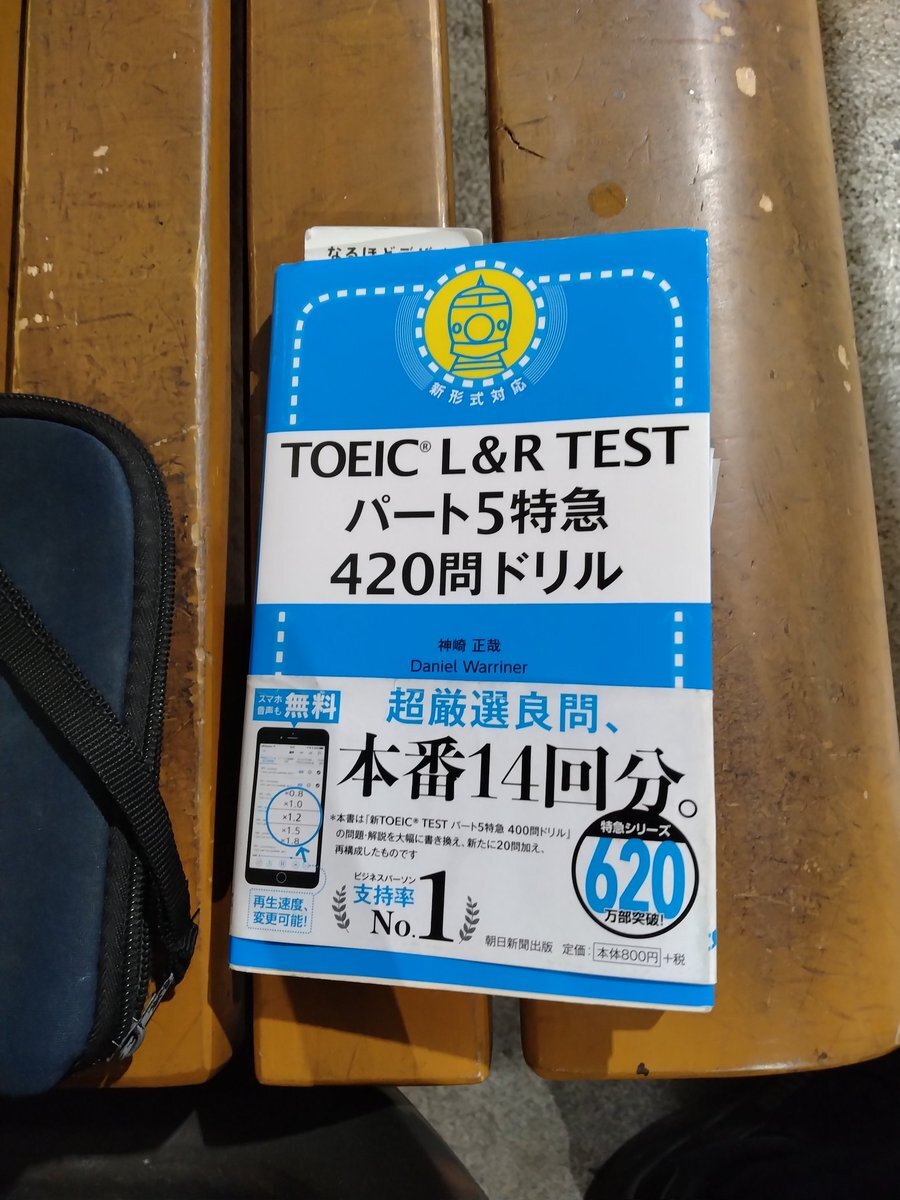 なるほどデザイン
新形式対応
TOEIC® L&R TEST
パート5特急
420問ドリル
神崎 正哉
Daniel Warriner
スマホ
音声も
無料
超厳選良問、
本番14回分。
×0.8
×1.0
×1.2
×1.5
×1.8
*本書は「新TOEIC® TEST パート5特急 400問ドリル」
の問題・解説を大幅に書き換え、新たに20問加え、
再構成したものです
特急シリーズ
620
万部突破!
再生速度、
変更可能!
ビジネスパーソン
支持率
No.1
朝日新聞出版 定価:本体800円+税